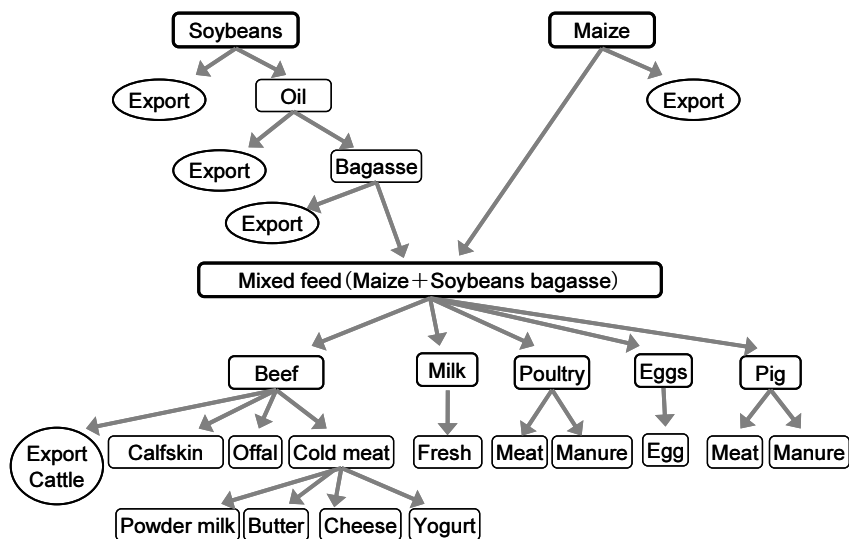 Soybeans
Maize
Export
Oil
Export
Export
Bagasse
Export
Mixed feed(Maize+Soybeans bagasse)
Beef
Milk
Poultry
Eggs
Pig
Export
Cattle
Calfskin
Offal
Cold meat
Fresh
Meat
Manure
Egg
Meat
Manure
Powder milk
Butter
Cheese
Yogurt